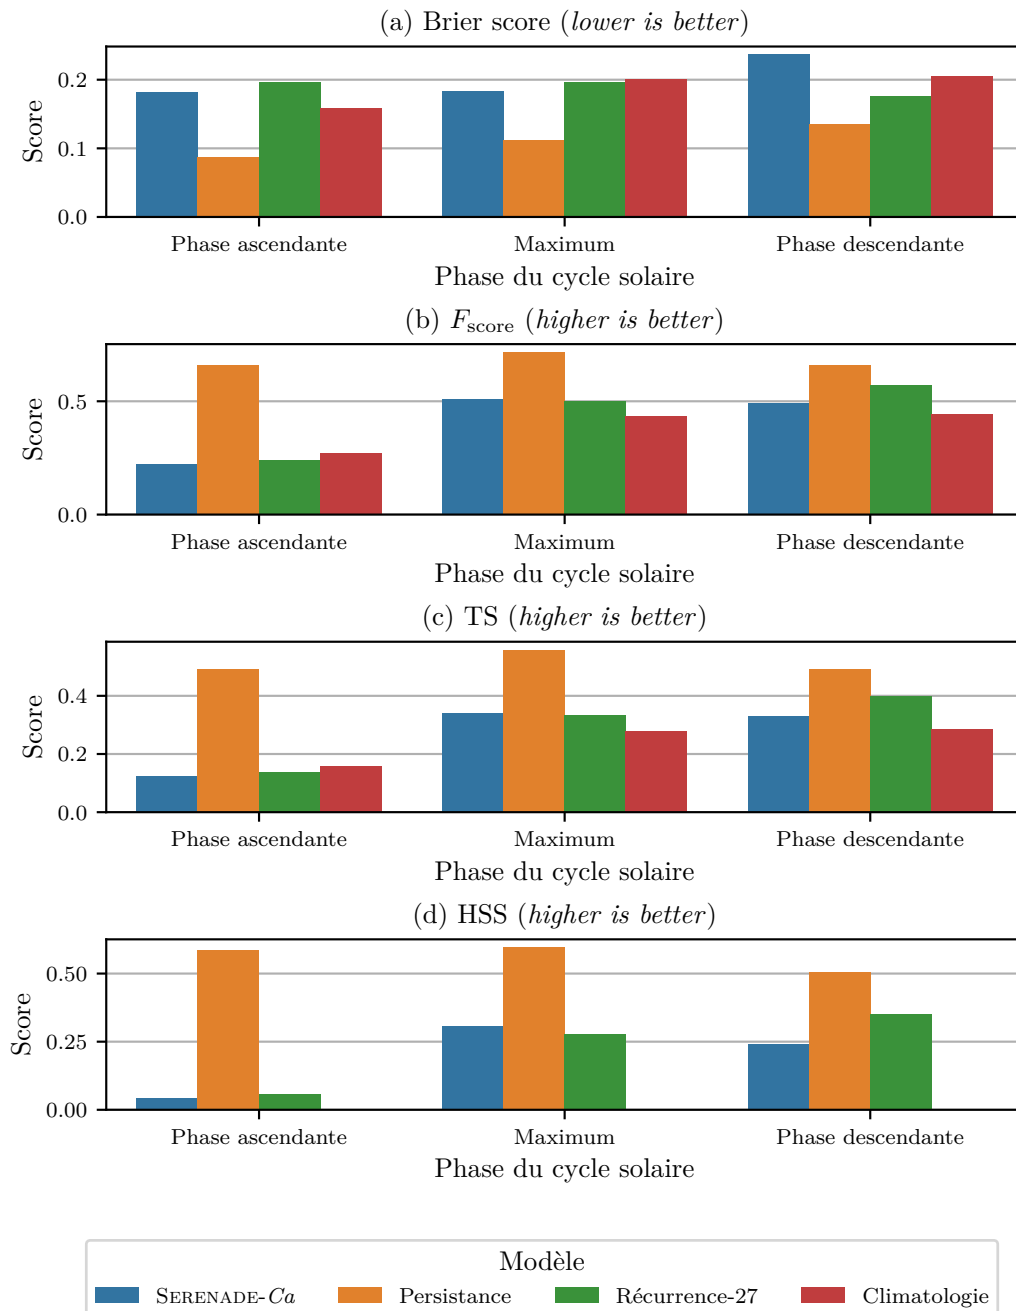 (a) Brier score (lower is better)
Score
0.2
0.1
0.0
Phase ascendante Maximum Phase descendante
Phase du cycle solaire
(b) Fscore (higher is better)
Score
0.5
0.0
Phase ascendante Maximum Phase descendante
Phase du cycle solaire
(c) TS (higher is better)
Score
0.4
0.2
0.0
Phase ascendante Maximum Phase descendante
Phase du cycle solaire
(d) HSS (higher is better)
Score
0.50
0.25
0.00
Phase ascendante Maximum Phase descendante
Phase du cycle solaire
Modèle
SERENADE-Ca Persistance Récurrence-27 Climatologie